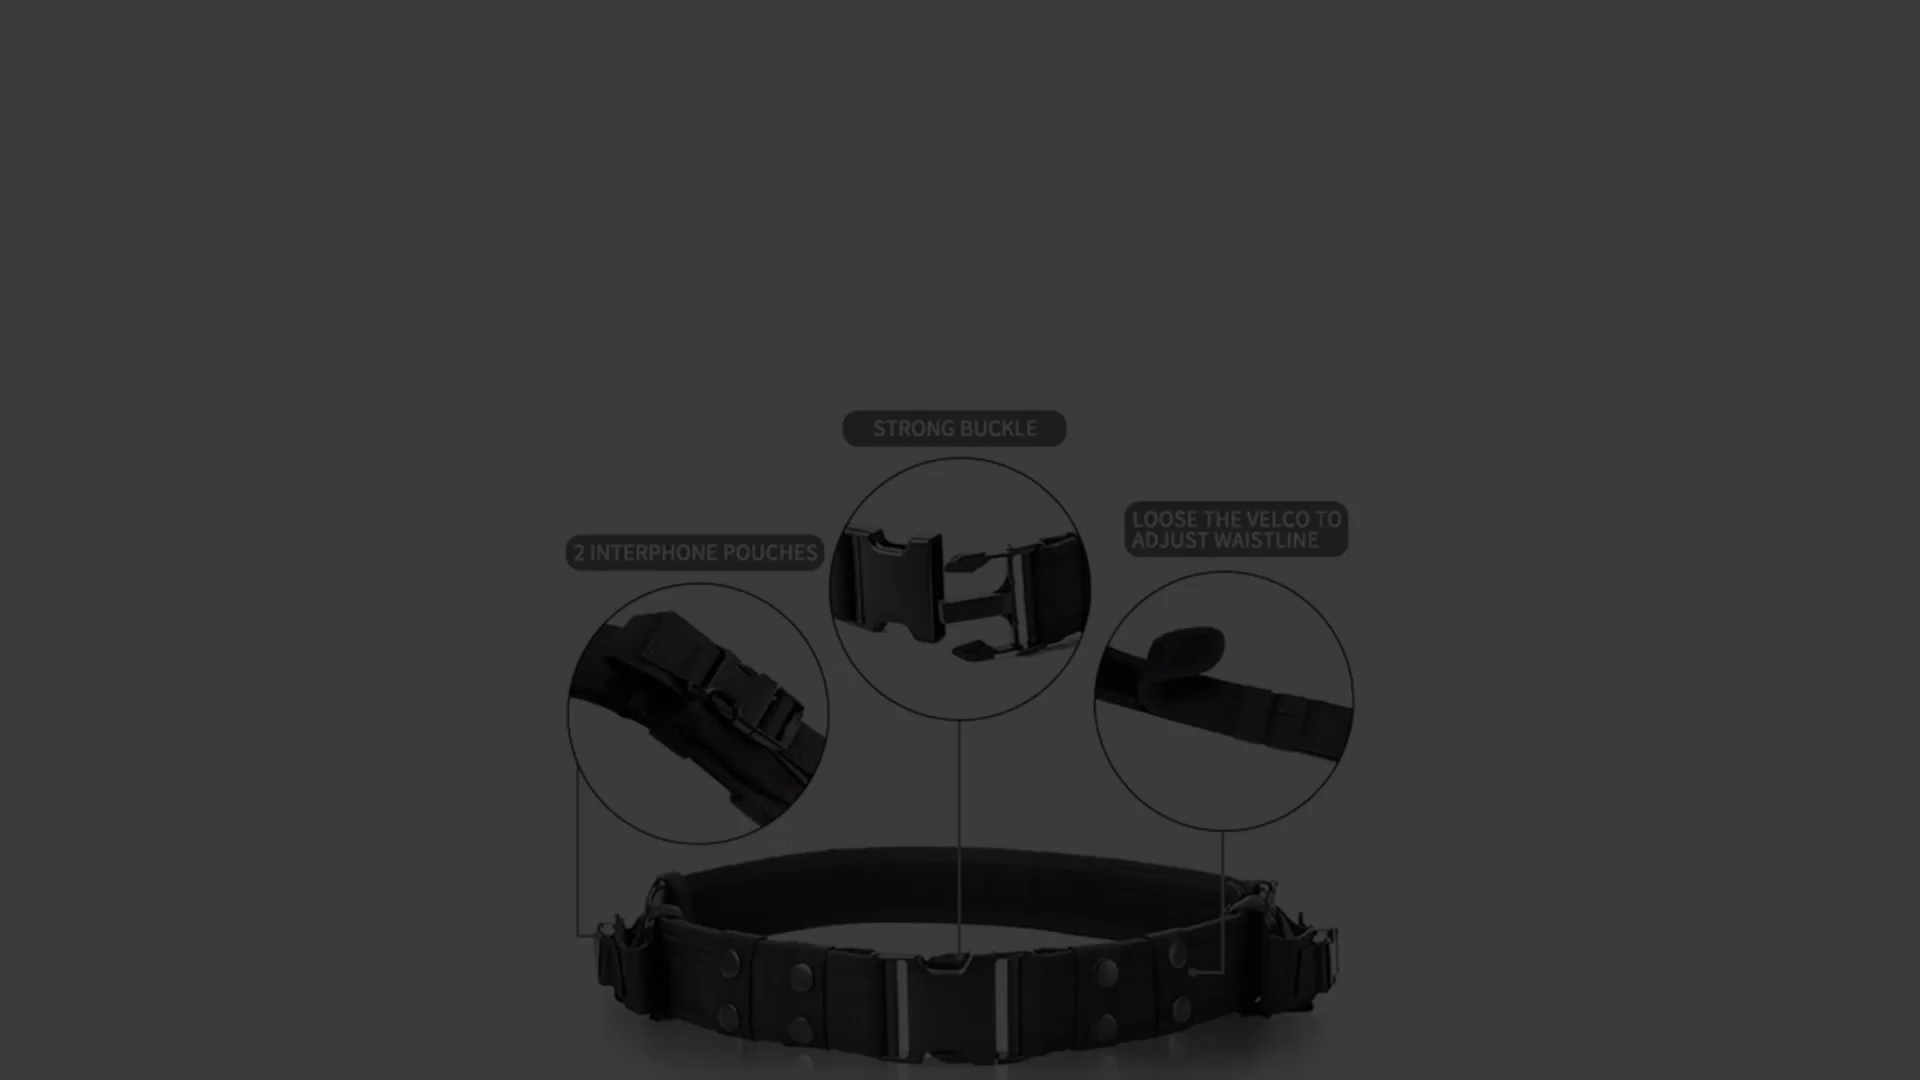 STRONG BUCKLE
2 INTERPHONE POUCHES
LOOSE THE VELCO TO
ADJUST WAISTLINE